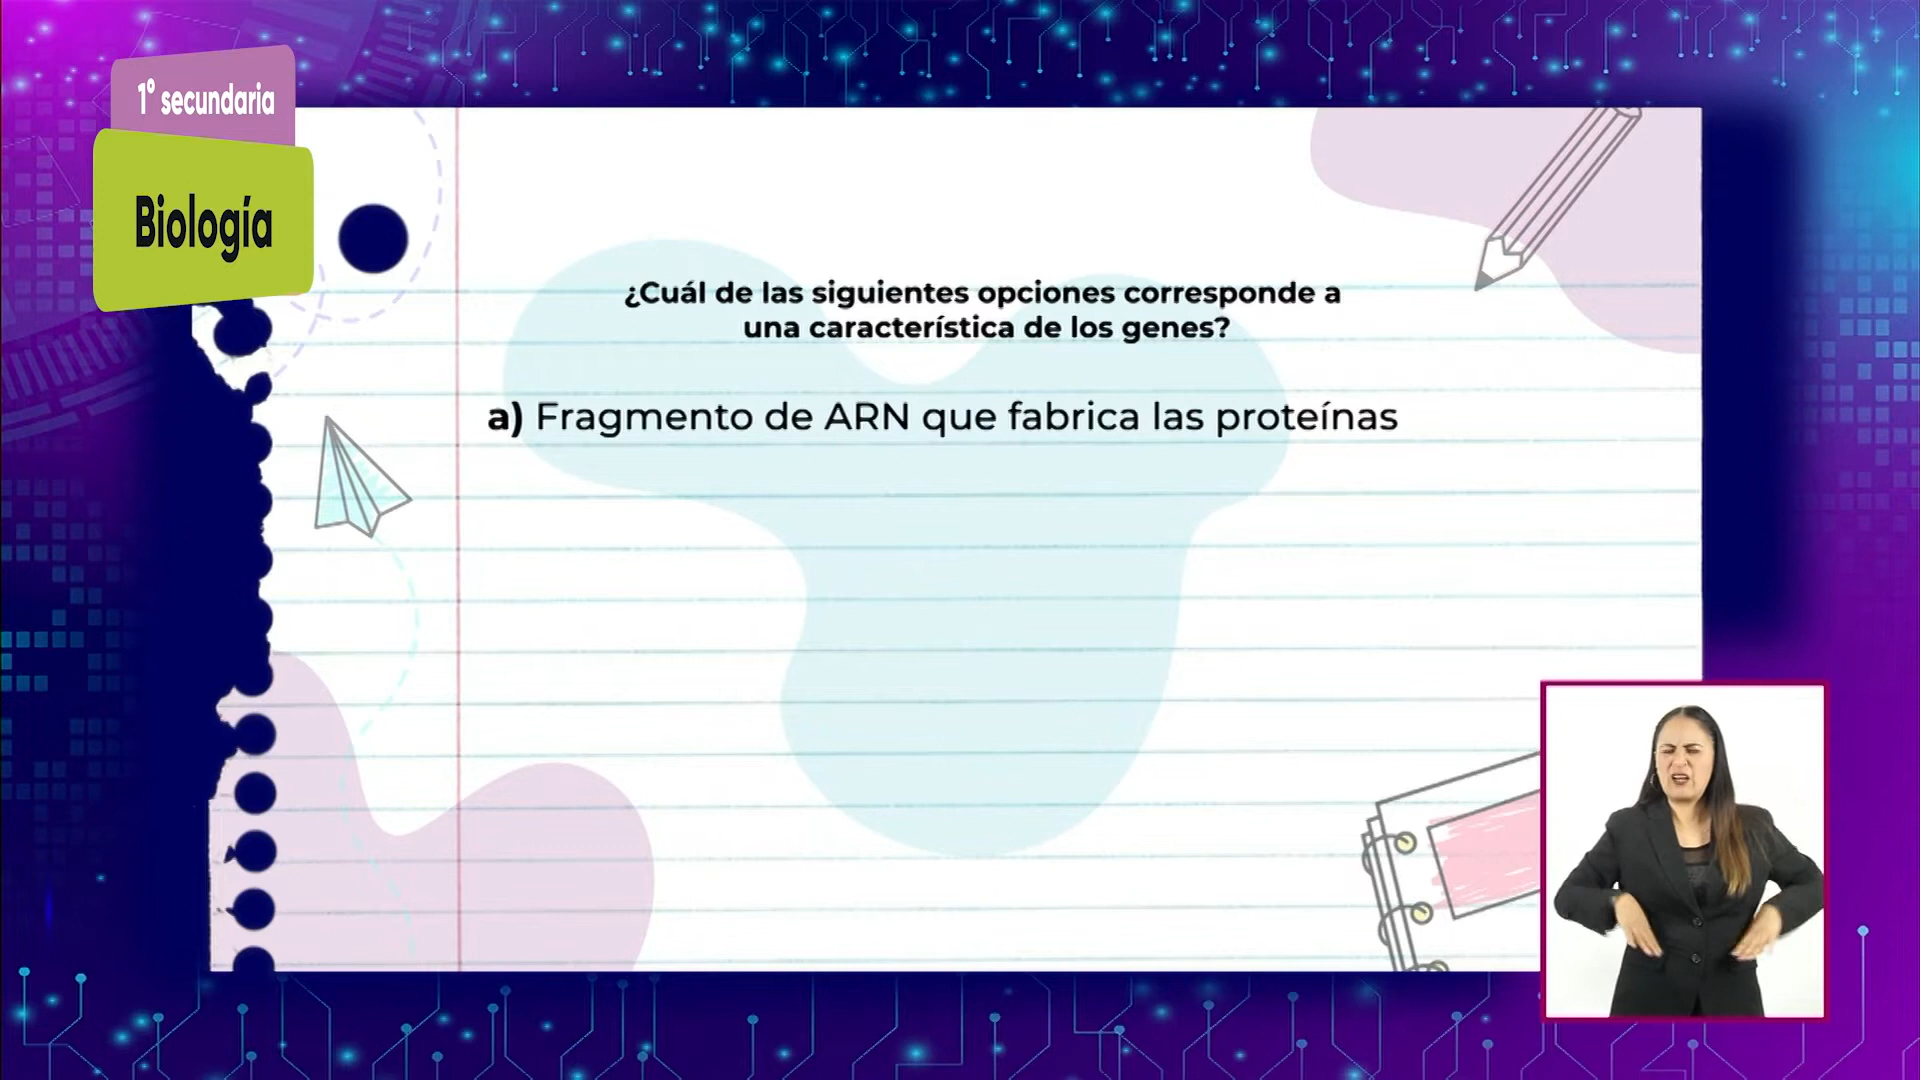 1° secundaria
Biología
¿Cuál de las siguientes opciones corresponde a
una característica de los genes?
a) Fragmento de ARN que fabrica las proteínas